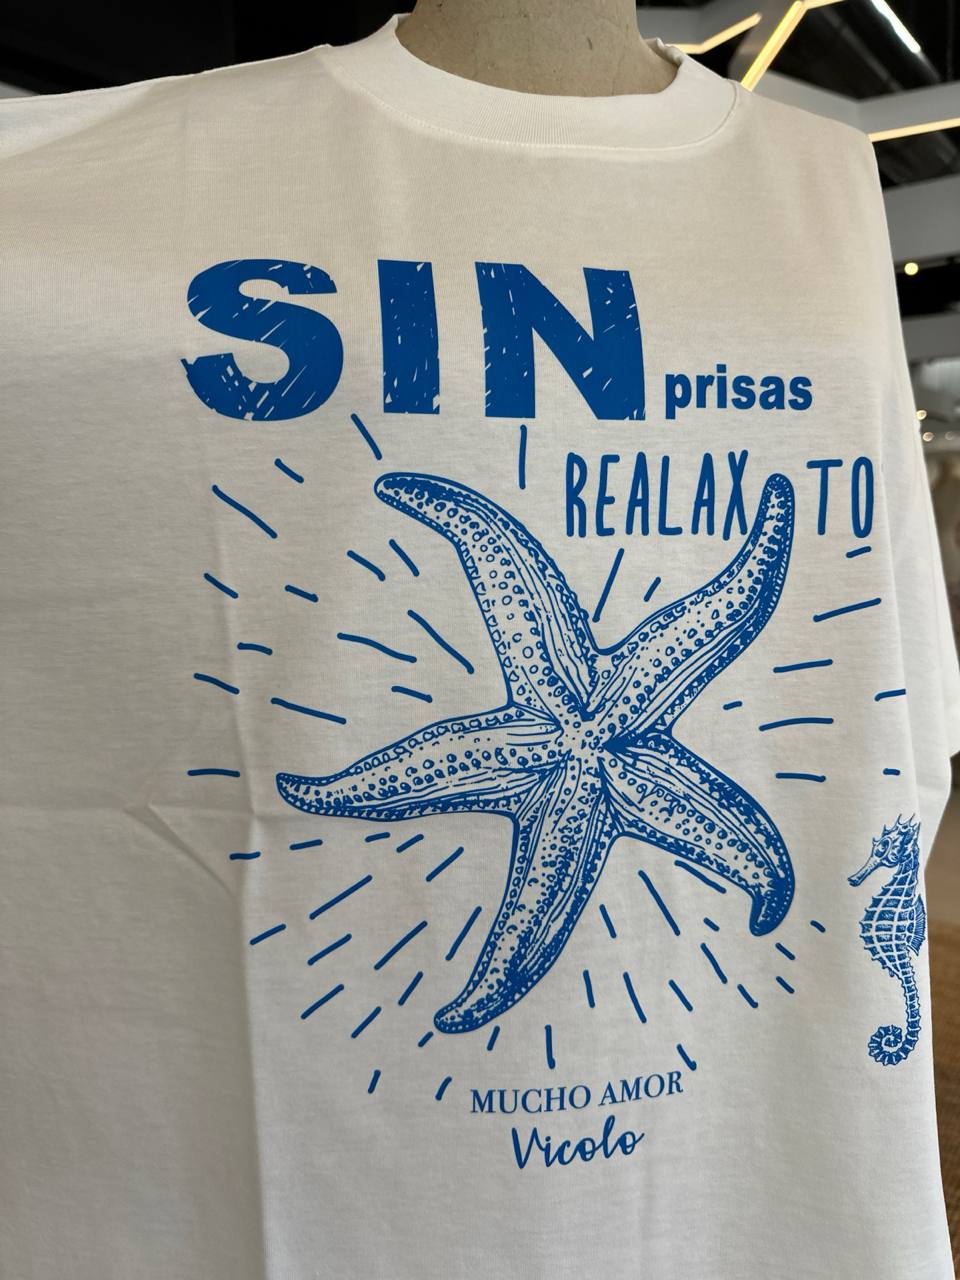 SIN prisas
REALAX TO
MUCHO AMOR
Vicolo